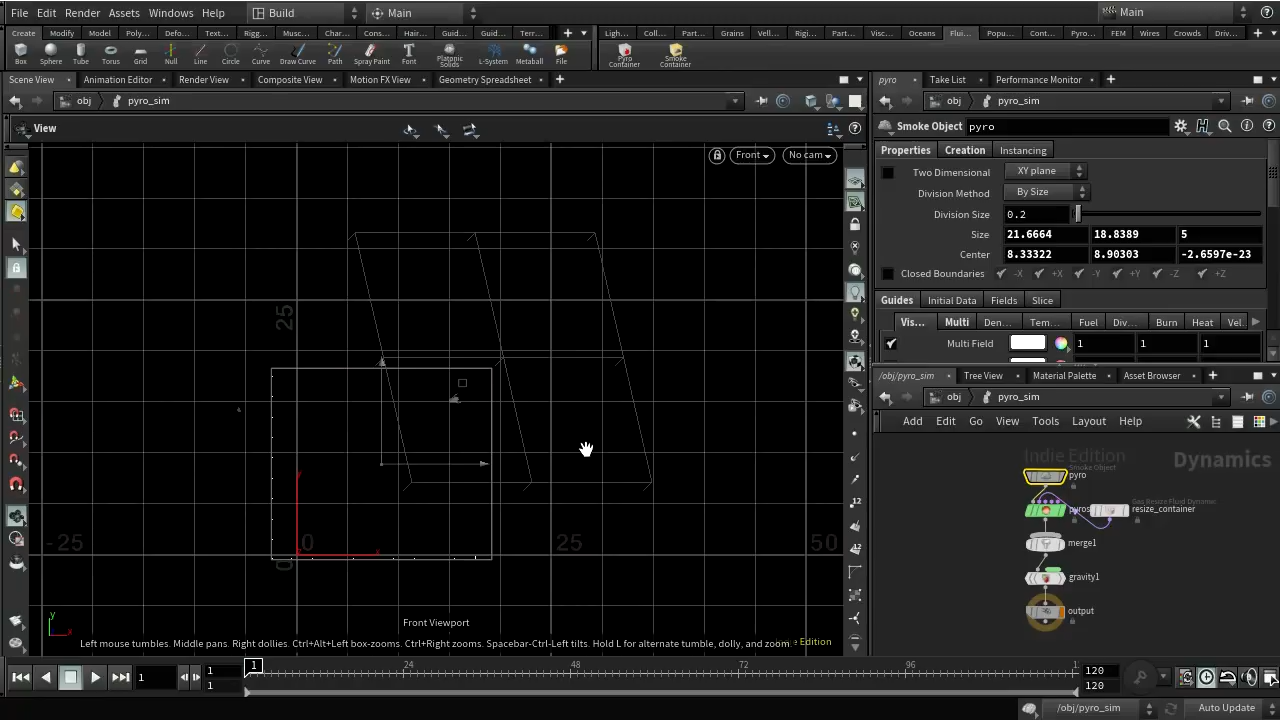 File Edit Render Assets Windows Help Build Main Main
Create Modify Model Poly... Defo... Text... Rigg... Musc... Char... Cons... Hair... Guid... Guid... Terr... Ligh... Coll... Part... Grains Vell... Rigi... Part... Visc... Oceans Flui... Popu... Cont... Pyro... FEM Wires Crowds Driv...
Box Sphere Tube Torus Grid Null Line Circle Curve Draw Curve Path Spray Paint Font Platonic Solids L-System Metaball File Pyro Container Smoke Container
Scene View Animation Editor Render View Composite View Motion FX View Geometry Spreadsheet
obj pyro_sim
View
Front No cam
25
-25 0 25 50
0
y
x
Front Viewport
Left mouse tumbles. Middle pans. Right dollies. Ctrl+Alt+Left box-zooms. Ctrl+Right zooms. Spacebar-Ctrl-Left tilts. Hold L for alternate tumble, dolly, and zoom.
Edition
pyro Take List Performance Monitor
obj pyro_sim
Smoke Object pyro
Properties Creation Instancing
Two Dimensional XY plane
Division Method By Size
Division Size 0.2
Size 21.6664 18.8389 5
Center 8.33322 8.90303 -2.6597e-23
Closed Boundaries -X +X -Y +Y -Z +Z
Guides Initial Data Fields Slice
Vis... Multi Den... Tem... Fuel Div... Burn Heat Vel.
Multi Field 1 1 1
/obj/pyro_sim Tree View Material Palette Asset Browser
obj pyro_sim
Add Edit Go View Tools Layout Help
Indie Edition Dynamics
Smoke Object
pyro
Gas Resize Fluid Dynamic
pyros resize_container
merge1
gravity1
output
1 1 1 1 24 48 72 96 1 120 120
/obj/pyro_sim Auto Update